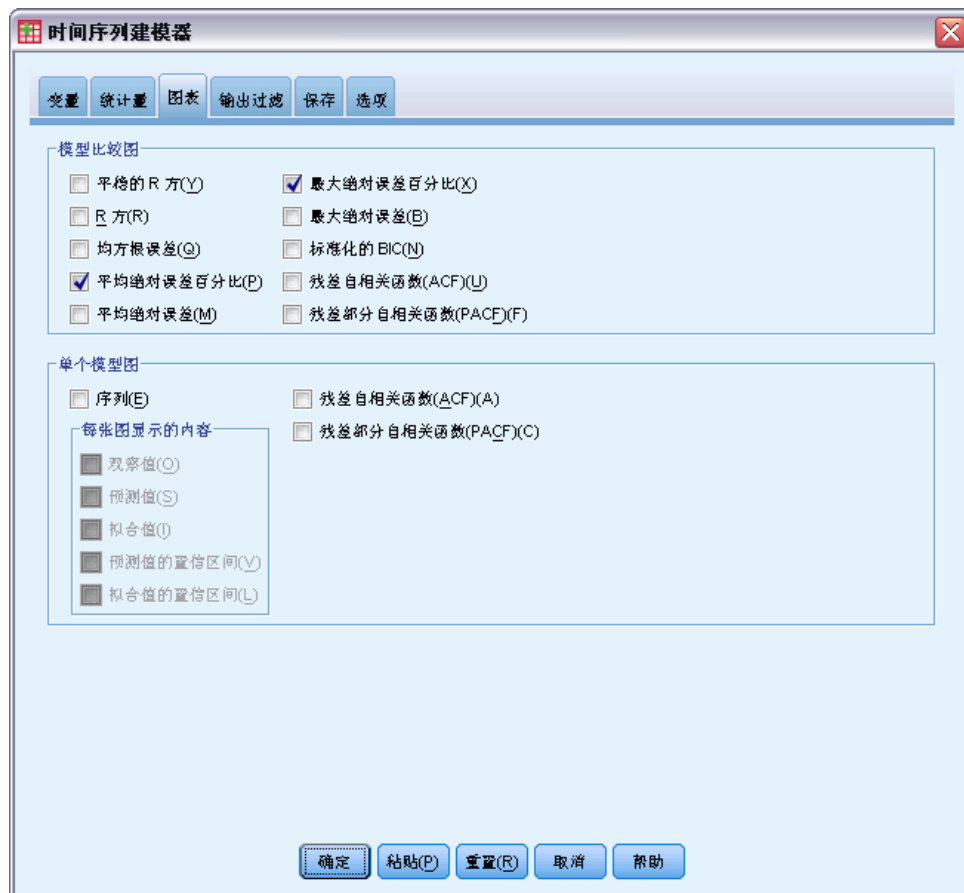 时间序列建模器
变量 统计量 图表 输出过滤 保存 选项
模型比较图
平稳的 R 方(Y) 最大绝对误差百分比(X)
R 方(R) 最大绝对误差(B)
均方根误差(Q) 标准化的 BIC(N)
平均绝对误差百分比(P) 残差自相关函数(ACF)(U)
平均绝对误差(M) 残差部分自相关函数(PACF)(F)
单个模型图
序列(E) 残差自相关函数(ACF)(A)
每张图显示的内容 残差部分自相关函数(PACF)(C)
观察值(O)
预测值(S)
拟合值(I)
预测值的置信区间(V)
拟合值的置信区间(L)
确定 粘贴(P) 重置(R) 取消 帮助